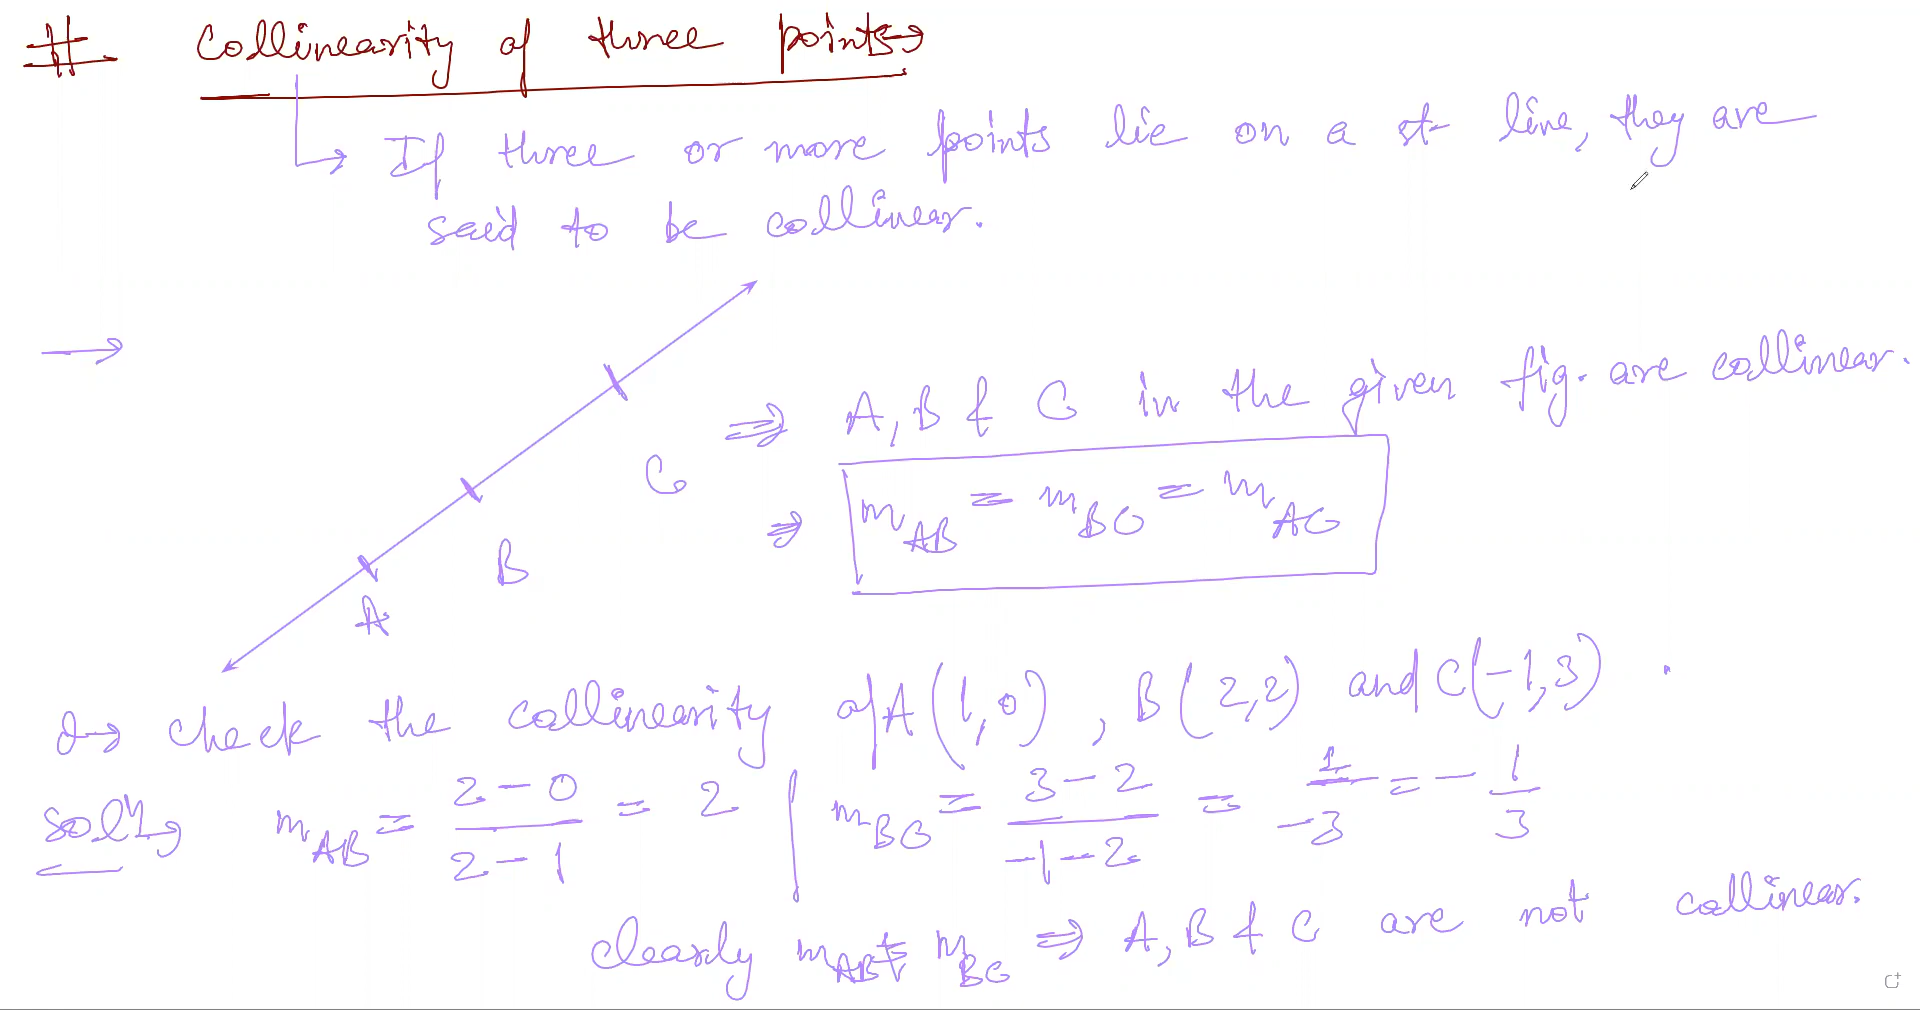 # Collinearity of three points →
↳ If three or more points lie on a st line, they are
said to be collinear.
→
⇒ A, B & C in the given fig. are collinear.
⇒ m_AB = m_BC = m_AC
C
B
A
Q→ check the collinearity of A(1,0), B(2,2) and C(-1,3).
Solⁿ→ m_AB = (2-0)/(2-1) = 2 | m_BC = (3-2)/(-1-2) = 1/-3 = -1/3
clearly m_AB ≠ m_BC ⇒ A, B & C are not collinear.